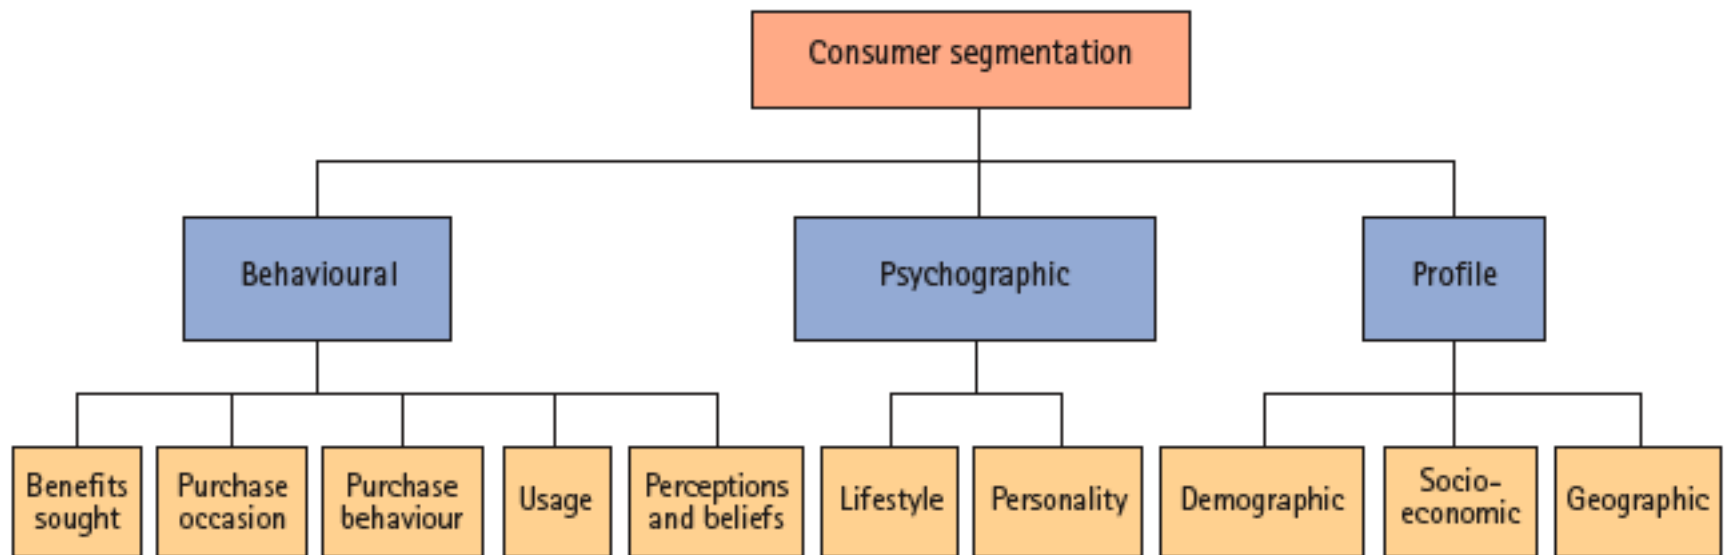 Consumer segmentation
Behavioural
Psychographic
Profile
Benefits
sought
Purchase
occasion
Purchase
behaviour
Usage
Perceptions
and beliefs
Lifestyle
Personality
Demographic
Socio-
economic
Geographic